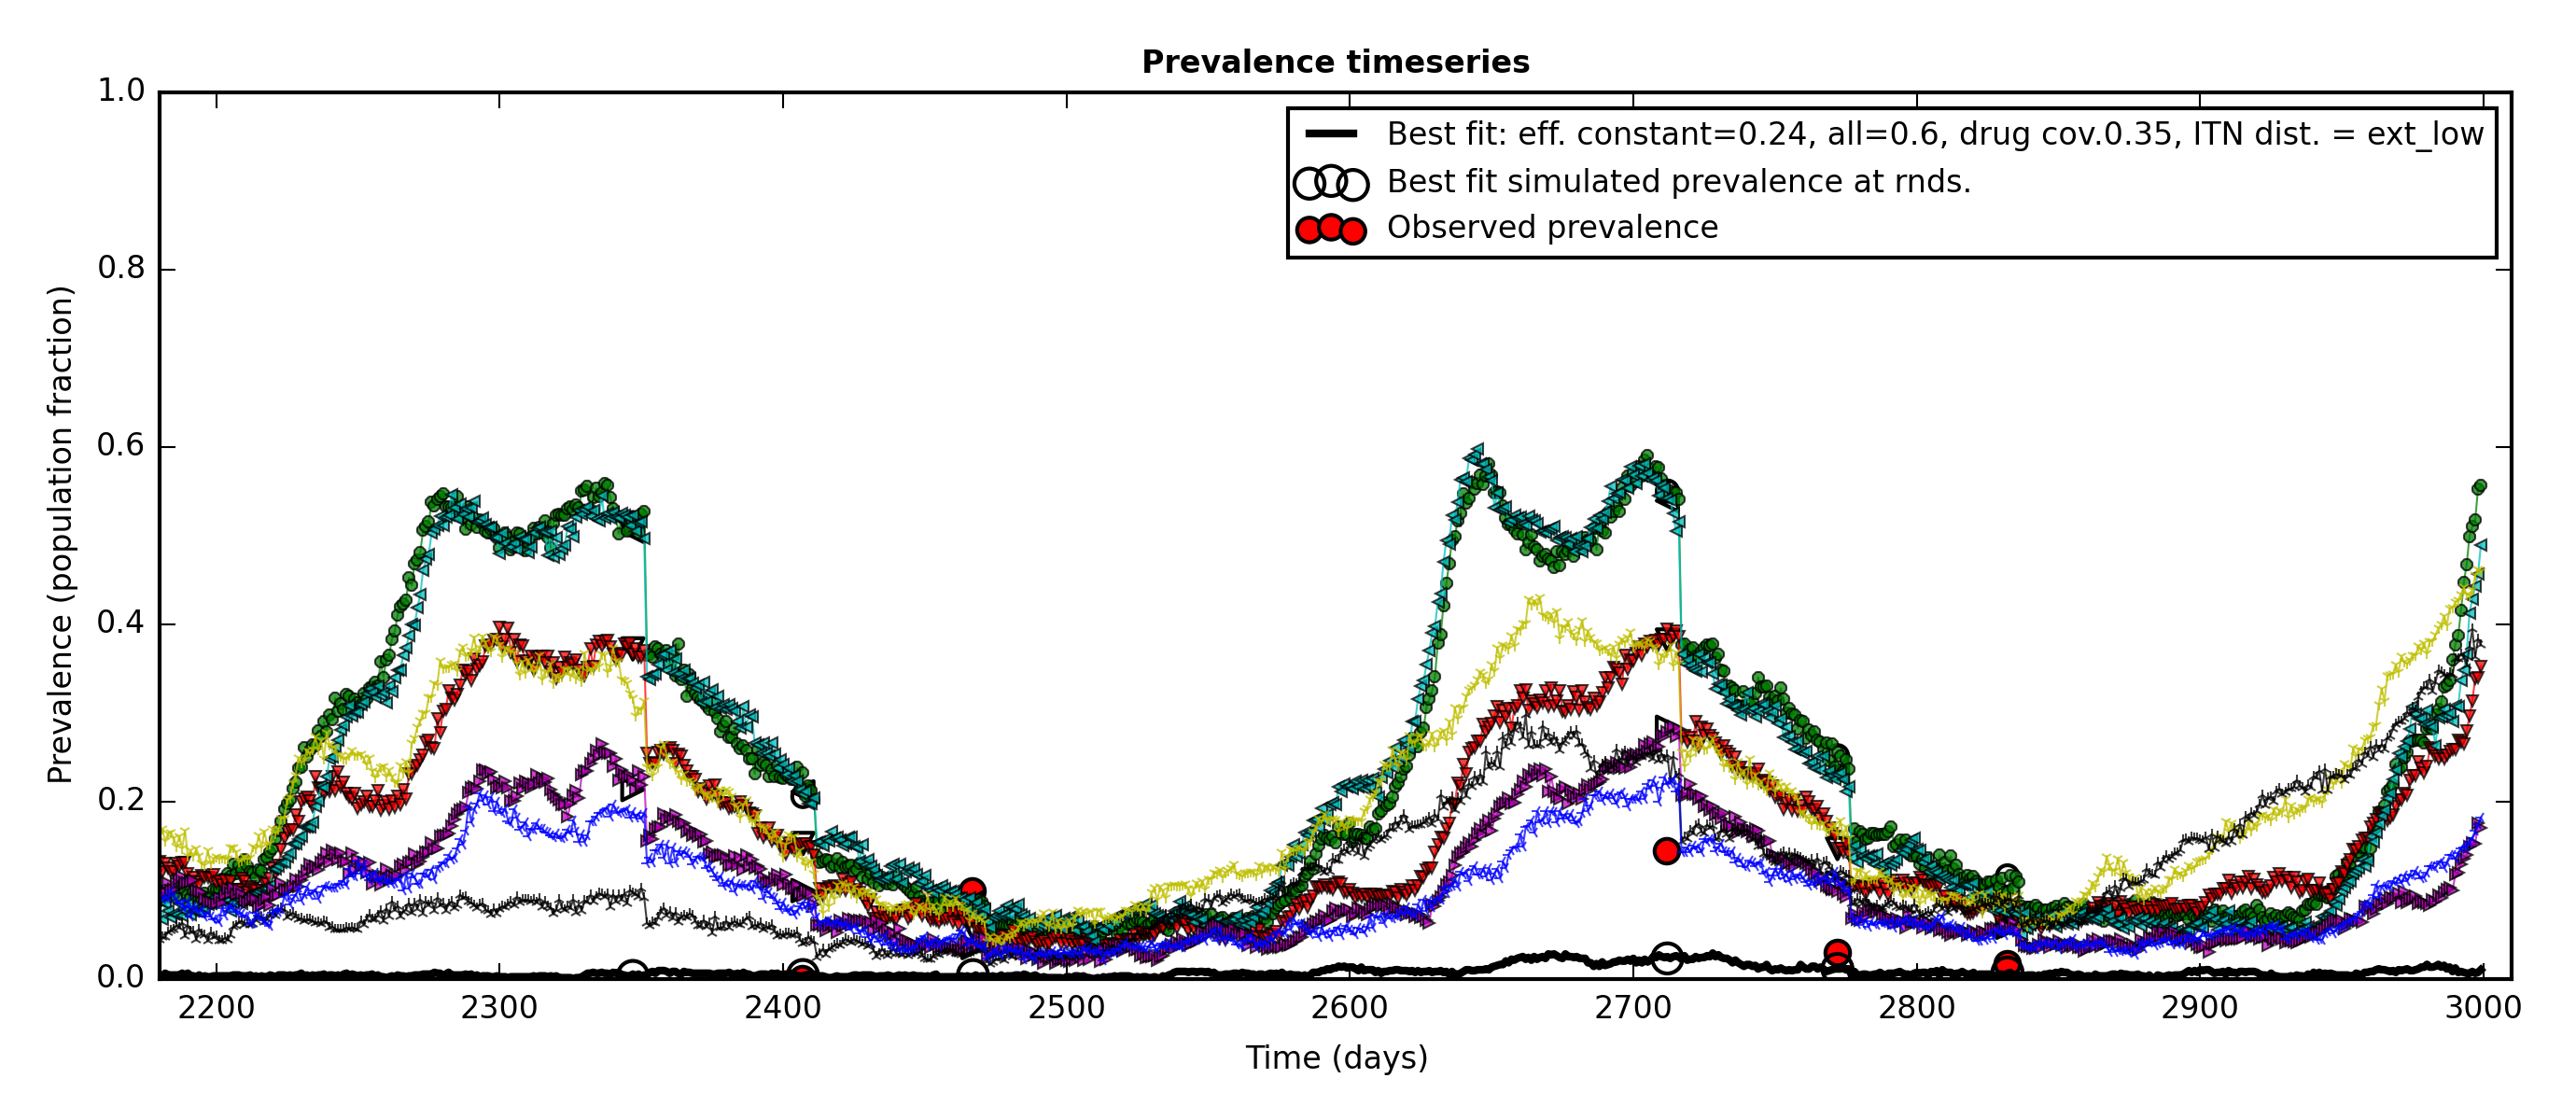 Prevalence timeseries
1.0
0.8
0.6
0.4
0.2
0.0
Prevalence (population fraction)
Best fit: eff. constant=0.24, all=0.6, drug cov.0.35, ITN dist. = ext_low
Best fit simulated prevalence at rnds.
Observed prevalence
2200 2300 2400 2500 2600 2700 2800 2900 3000
Time (days)